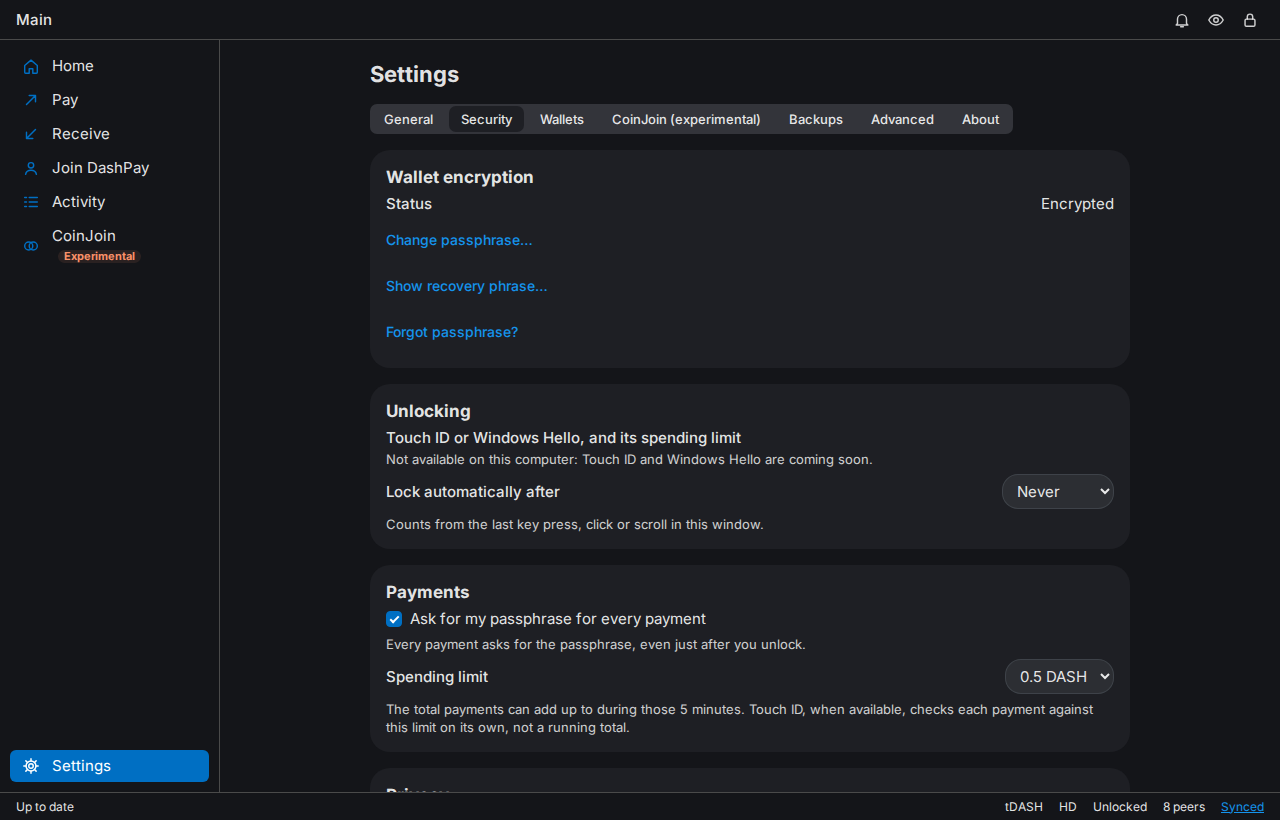 Main
Home
Pay
Receive
Join DashPay
Activity
CoinJoin
Experimental
Settings
Settings
General Security Wallets CoinJoin (experimental) Backups Advanced About
Wallet encryption
Status Encrypted
Change passphrase...
Show recovery phrase...
Forgot passphrase?
Unlocking
Touch ID or Windows Hello, and its spending limit
Not available on this computer: Touch ID and Windows Hello are coming soon.
Lock automatically after Never
Counts from the last key press, click or scroll in this window.
Payments
Ask for my passphrase for every payment
Every payment asks for the passphrase, even just after you unlock.
Spending limit 0.5 DASH
The total payments can add up to during those 5 minutes. Touch ID, when available, checks each payment against
this limit on its own, not a running total.
Up to date tDASH HD Unlocked 8 peers Synced